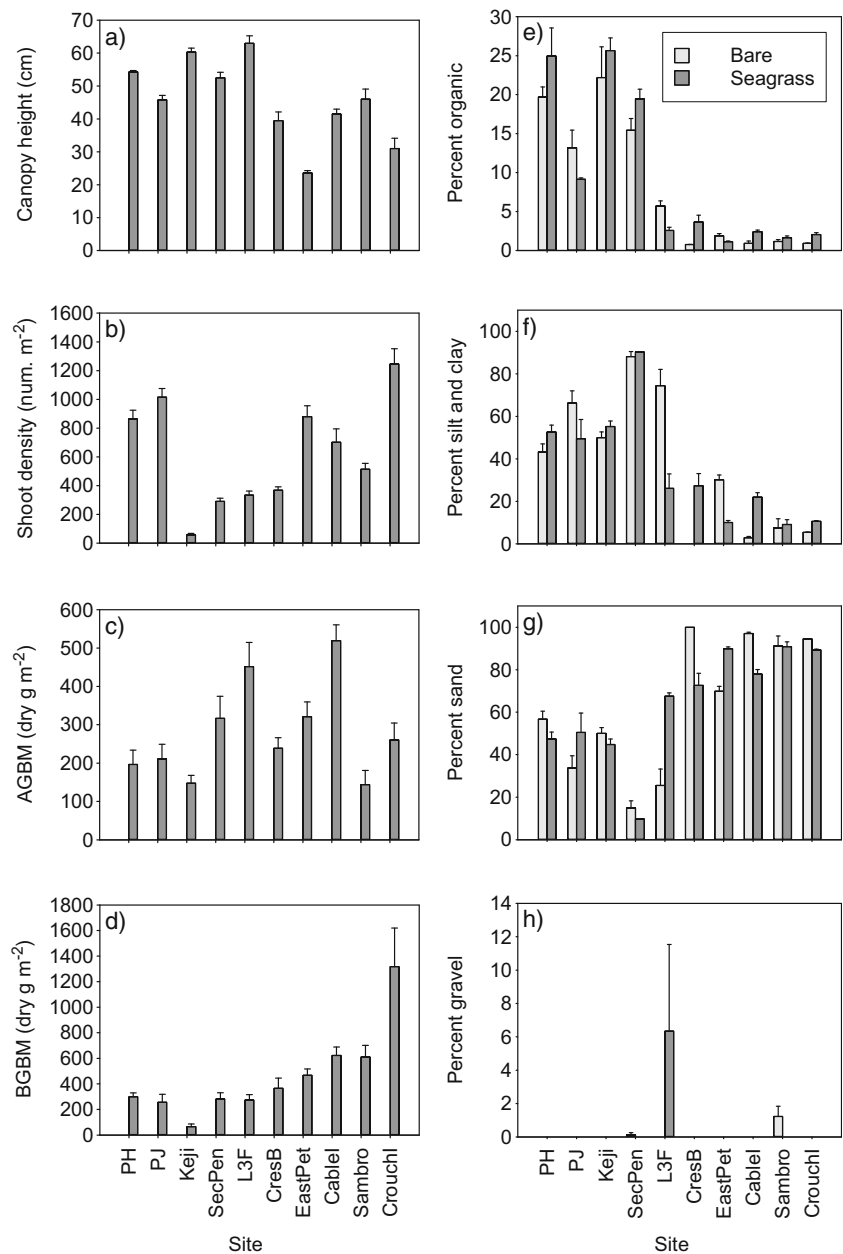 a)
Canopy height (cm)
70
60
50
40
30
20
10
0
b)
Shoot density (num. m-2)
1600
1400
1200
1000
800
600
400
200
0
c)
AGBM (dry g m-2)
600
500
400
300
200
100
0
d)
BGBM (dry g m-2)
1800
1600
1400
1200
1000
800
600
400
200
0
PH
PJ
Keji
SecPen
L3F
CresB
EastPet
CableI
Sambro
CrouchI
Site
e)
Bare
Seagrass
Percent organic
30
25
20
15
10
5
0
f)
Percent silt and clay
100
80
60
40
20
0
g)
Percent sand
100
80
60
40
20
0
h)
Percent gravel
14
12
10
8
6
4
2
0
PH
PJ
Keji
SecPen
L3F
CresB
EastPet
CableI
Sambro
CrouchI
Site